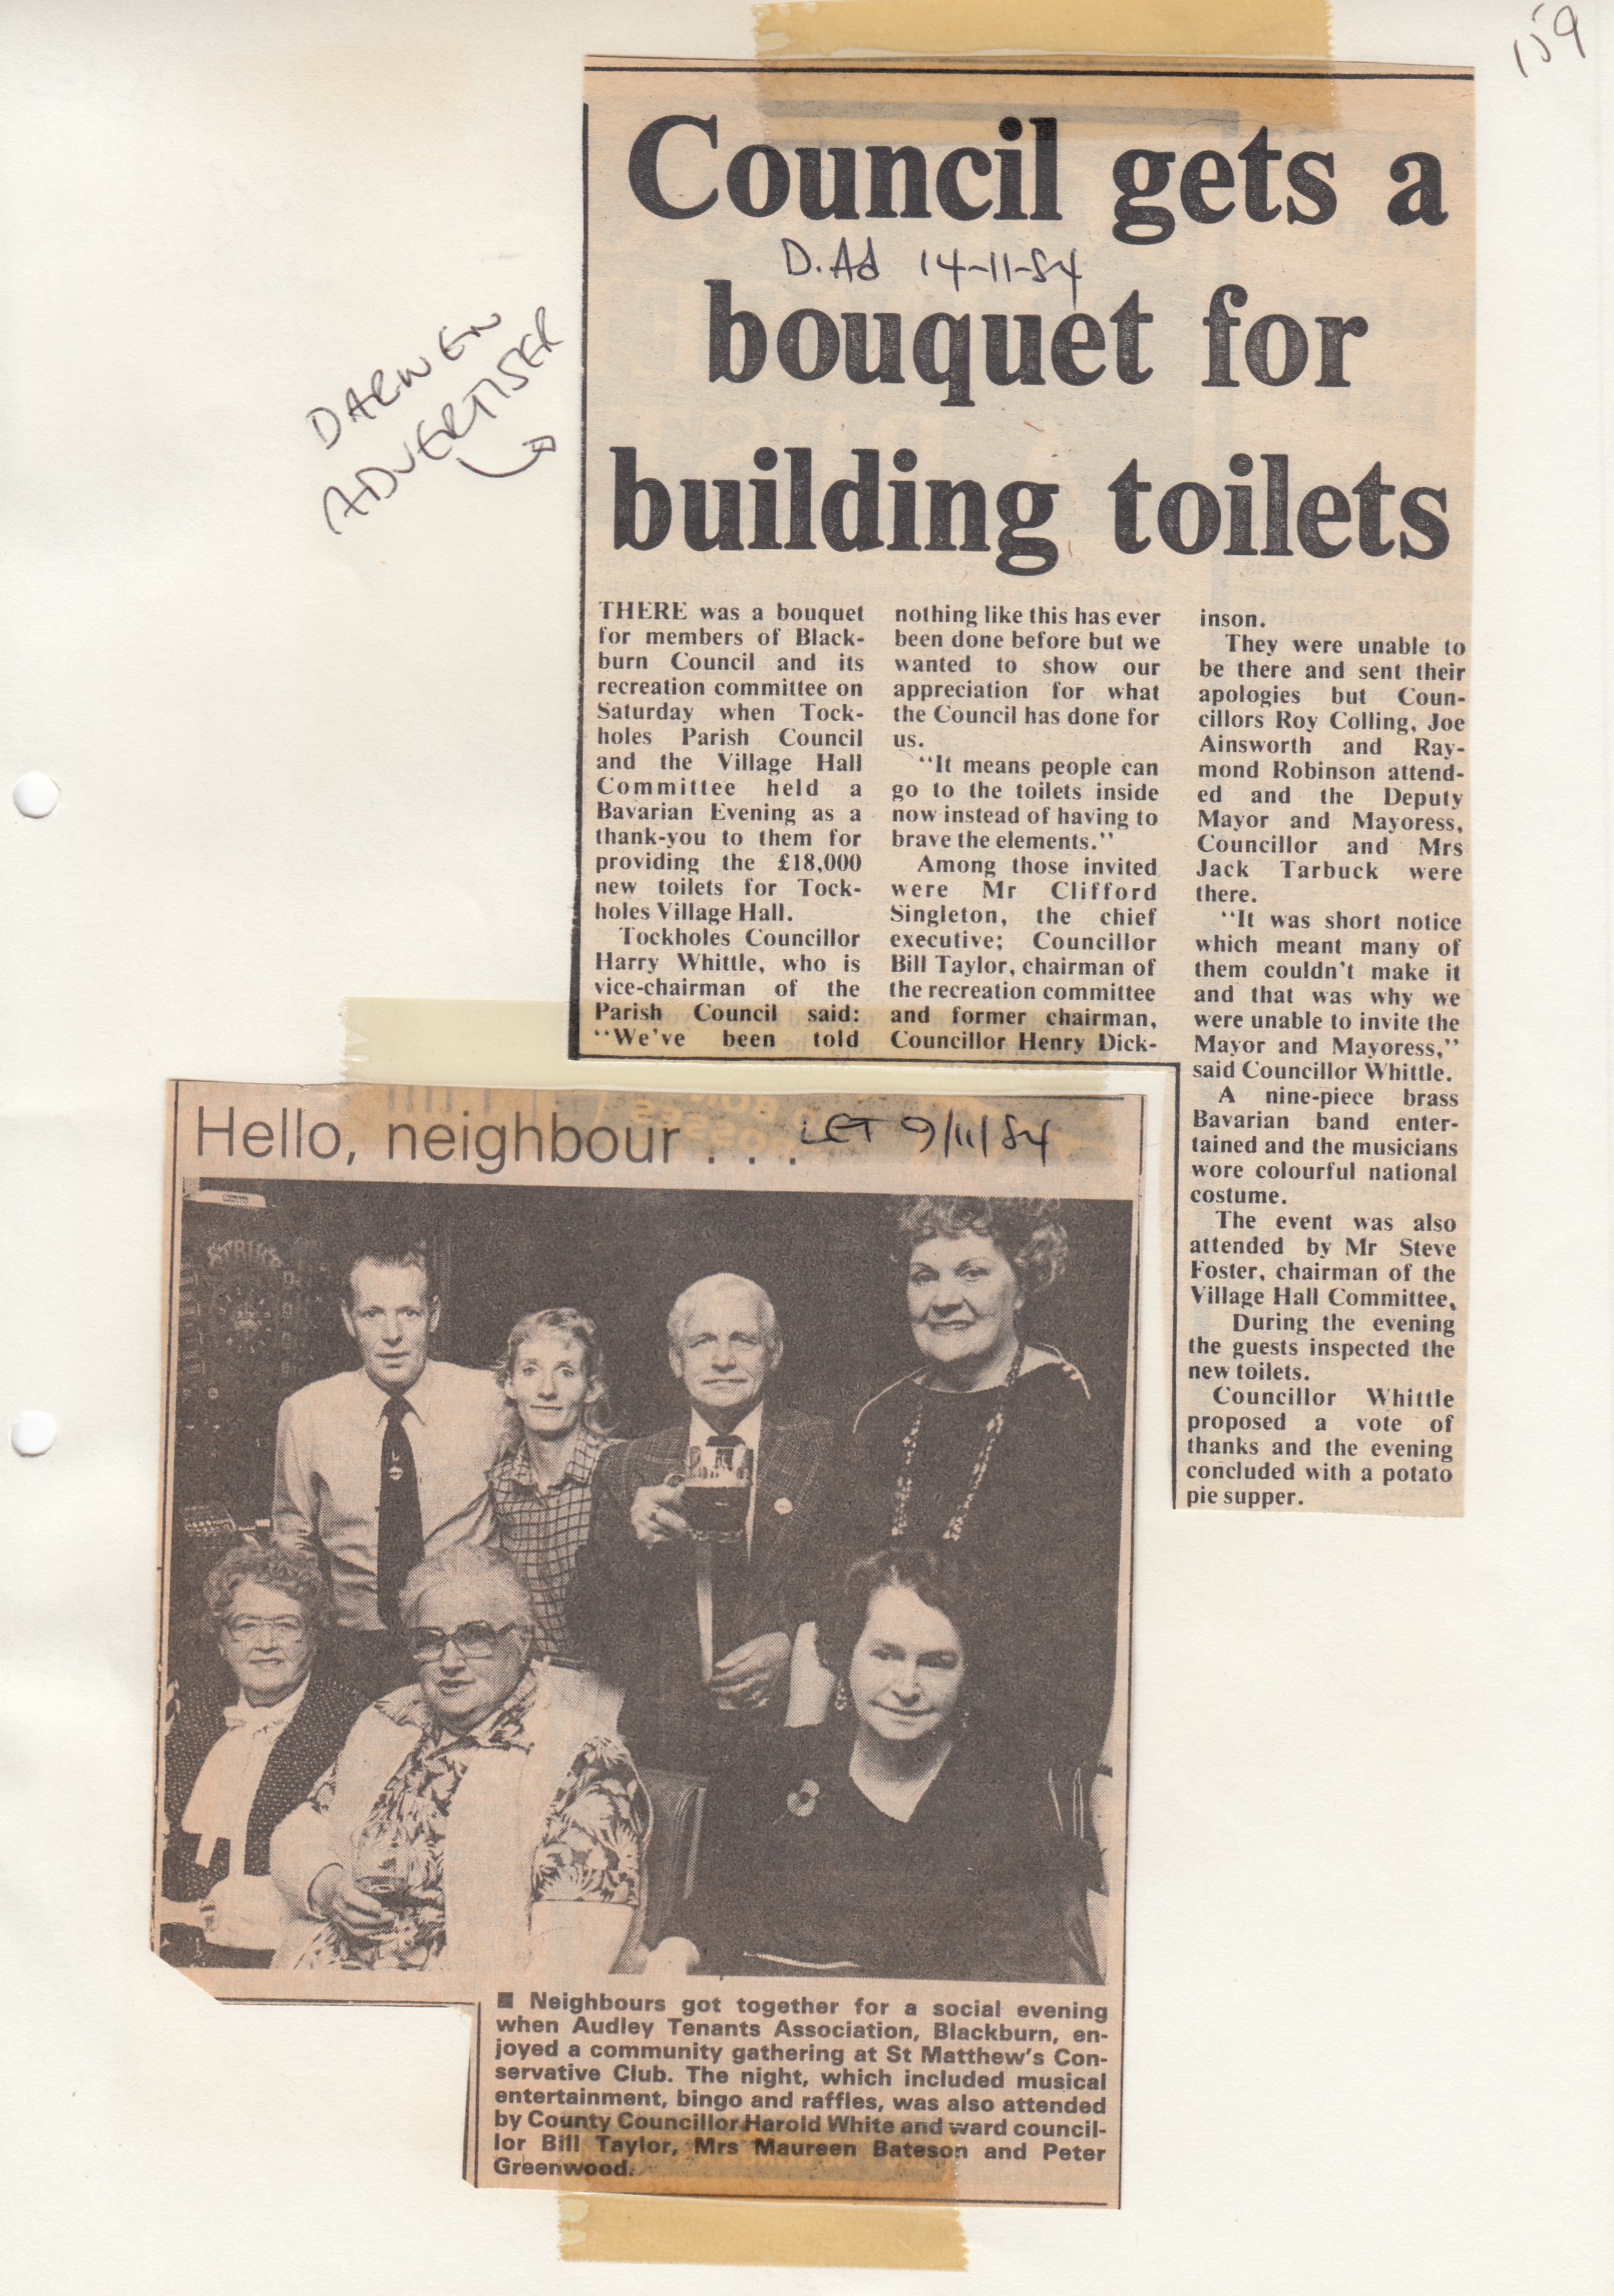 159
Council gets a
D.Ad 14-11-84
bouquet for
building toilets
DARWEN
ADVERTISER
THERE was a bouquet
for members of Black-
burn Council and its
recreation committee on
Saturday when Tock-
holes Parish Council
and the Village Hall
Committee held a
Bavarian Evening as a
thank-you to them for
providing the £18,000
new toilets for Tock-
holes Village Hall.
Tockholes Councillor
Harry Whittle, who is
vice-chairman of the
Parish Council said:
"We've been told
nothing like this has ever
been done before but we
wanted to show our
appreciation for what
the Council has done for
us.
"It means people can
go to the toilets inside
now instead of having to
brave the elements."
Among those invited
were Mr Clifford
Singleton, the chief
executive; Councillor
Bill Taylor, chairman of
the recreation committee
and former chairman,
Councillor Henry Dick-
inson.
They were unable to
be there and sent their
apologies but Coun-
cillors Roy Colling, Joe
Ainsworth and Ray-
mond Robinson attend-
ed and the Deputy
Mayor and Mayoress,
Councillor and Mrs
Jack Tarbuck were
there.
"It was short notice
which meant many of
them couldn't make it
and that was why we
were unable to invite the
Mayor and Mayoress,"
said Councillor Whittle.
A nine-piece brass
Bavarian band enter-
tained and the musicians
wore colourful national
costume.
The event was also
attended by Mr Steve
Foster, chairman of the
Village Hall Committee,
During the evening
the guests inspected the
new toilets.
Councillor Whittle
proposed a vote of
thanks and the evening
concluded with a potato
pie supper.
Hello, neighbour . . .
LET 9/11/84
■ Neighbours got together for a social evening
when Audley Tenants Association, Blackburn, en-
joyed a community gathering at St Matthew's Con-
servative Club. The night, which included musical
entertainment, bingo and raffles, was also attended
by County Councillor Harold White and ward council-
lor Bill Taylor, Mrs Maureen Bateson and Peter
Greenwood.